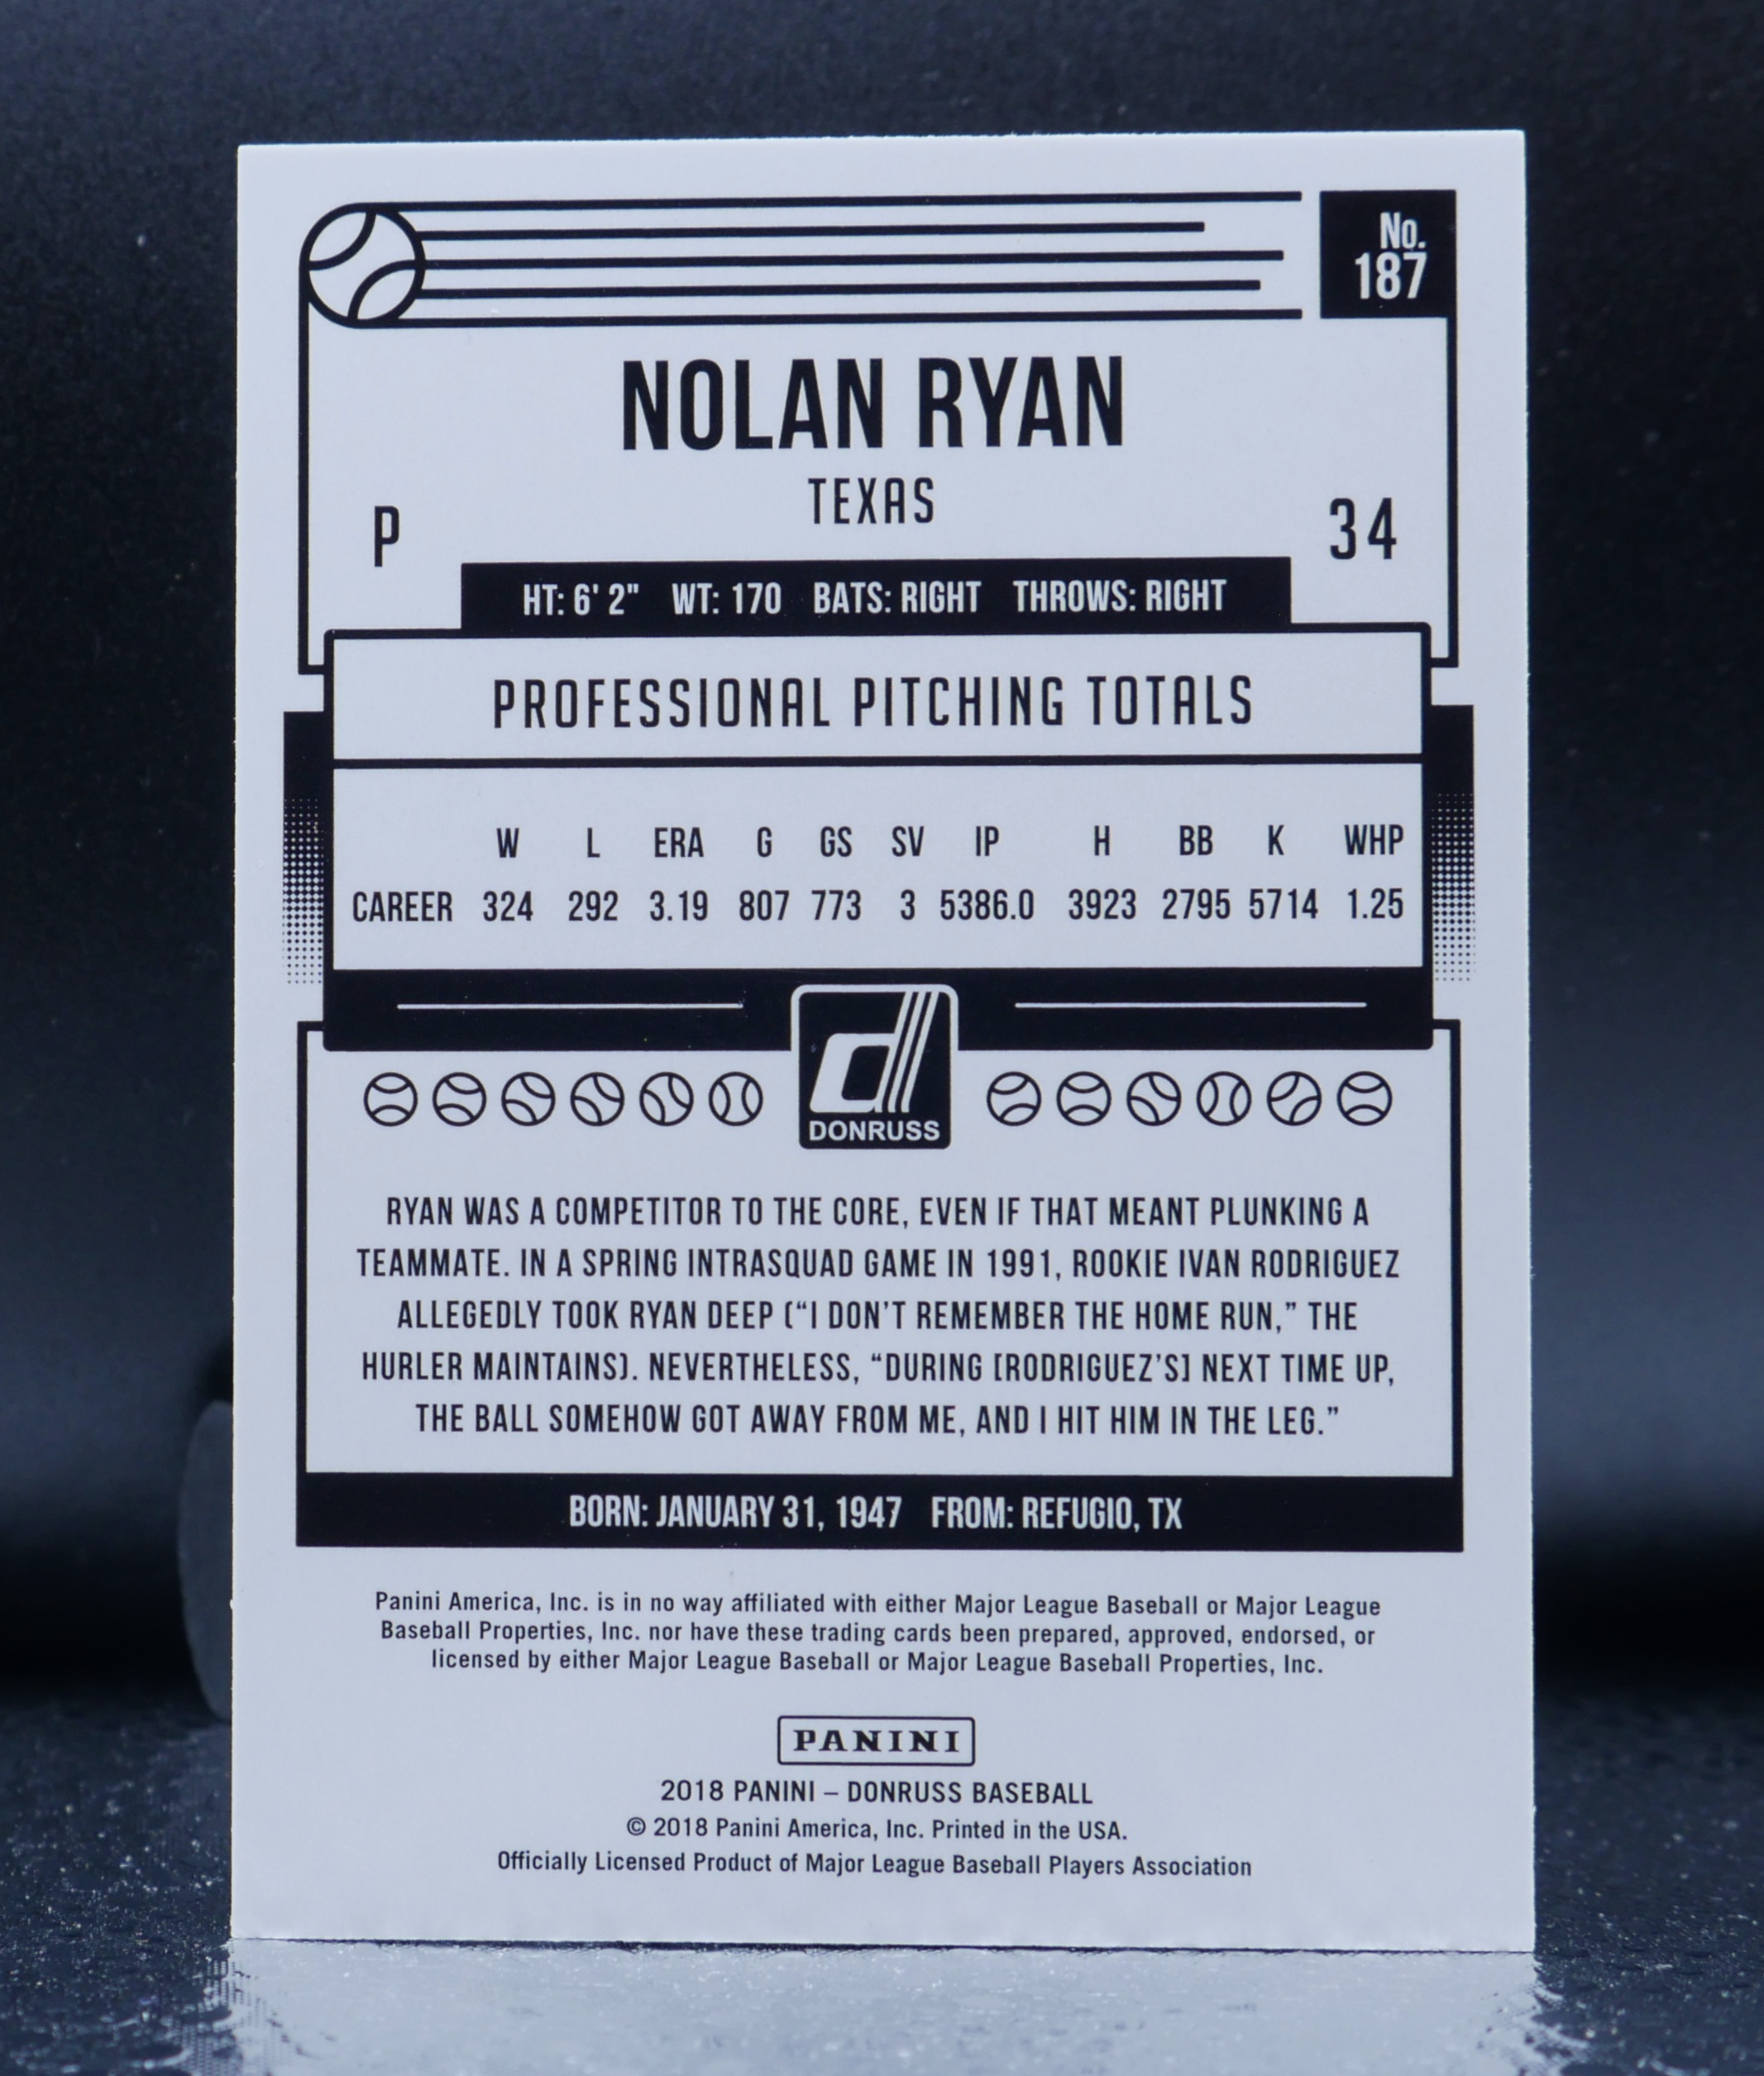 No.
187
NOLAN RYAN
TEXAS
P
34
HT: 6' 2" WT: 170 BATS: RIGHT THROWS: RIGHT
PROFESSIONAL PITCHING TOTALS
W L ERA G GS SV IP H BB K WHP
CAREER 324 292 3.19 807 773 3 5386.0 3923 2795 5714 1.25
d
DONRUSS
RYAN WAS A COMPETITOR TO THE CORE, EVEN IF THAT MEANT PLUNKING A
TEAMMATE. IN A SPRING INTRASQUAD GAME IN 1991, ROOKIE IVAN RODRIGUEZ
ALLEGEDLY TOOK RYAN DEEP (“I DON’T REMEMBER THE HOME RUN,” THE
HURLER MAINTAINS). NEVERTHELESS, “DURING [RODRIGUEZ’S] NEXT TIME UP,
THE BALL SOMEHOW GOT AWAY FROM ME, AND I HIT HIM IN THE LEG.”
BORN: JANUARY 31, 1947 FROM: REFUGIO, TX
Panini America, Inc. is in no way affiliated with either Major League Baseball or Major League
Baseball Properties, Inc. nor have these trading cards been prepared, approved, endorsed, or
licensed by either Major League Baseball or Major League Baseball Properties, Inc.
PANINI
2018 PANINI – DONRUSS BASEBALL
© 2018 Panini America, Inc. Printed in the USA.
Officially Licensed Product of Major League Baseball Players Association